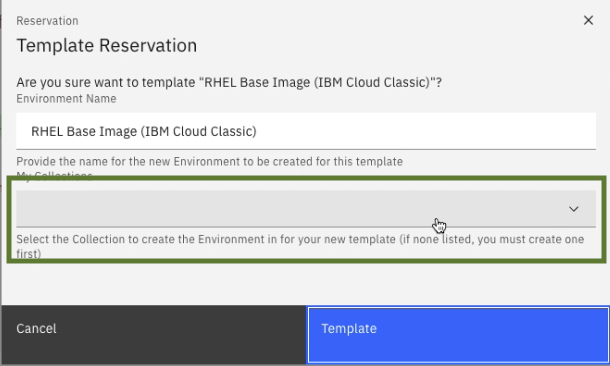 Reservation
Template Reservation
Are you sure want to template "RHEL Base Image (IBM Cloud Classic)"?
Environment Name
RHEL Base Image (IBM Cloud Classic)
Provide the name for the new Environment to be created for this template
My Collections
Select the Collection to create the Environment in for your new template (if none listed, you must create one
first)
Cancel
Template